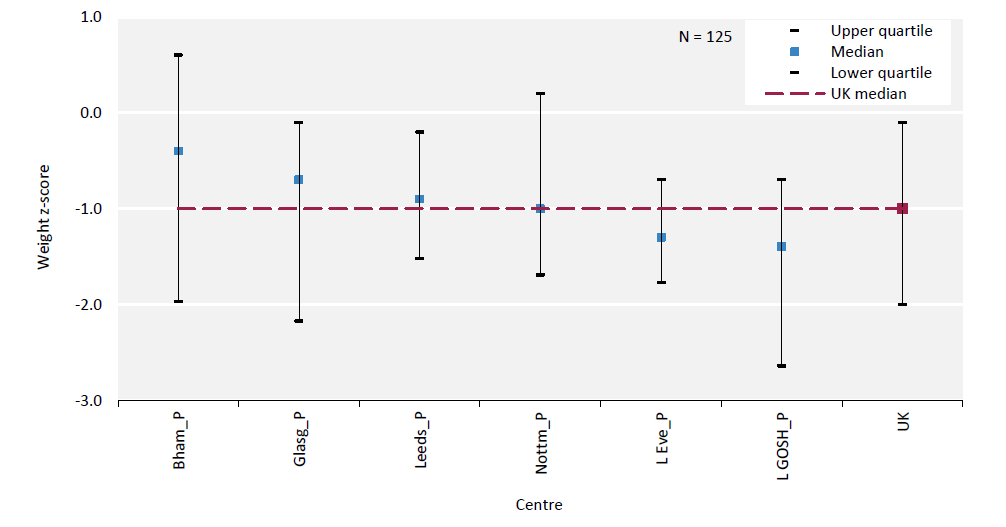 1.0
N = 125
Upper quartile
Median
Lower quartile
UK median
0.0
-1.0
-2.0
-3.0
Weight z-score
Bham_P
Glasg_P
Leeds_P
Nottm_P
L Eve_P
L GOSH_P
UK
Centre